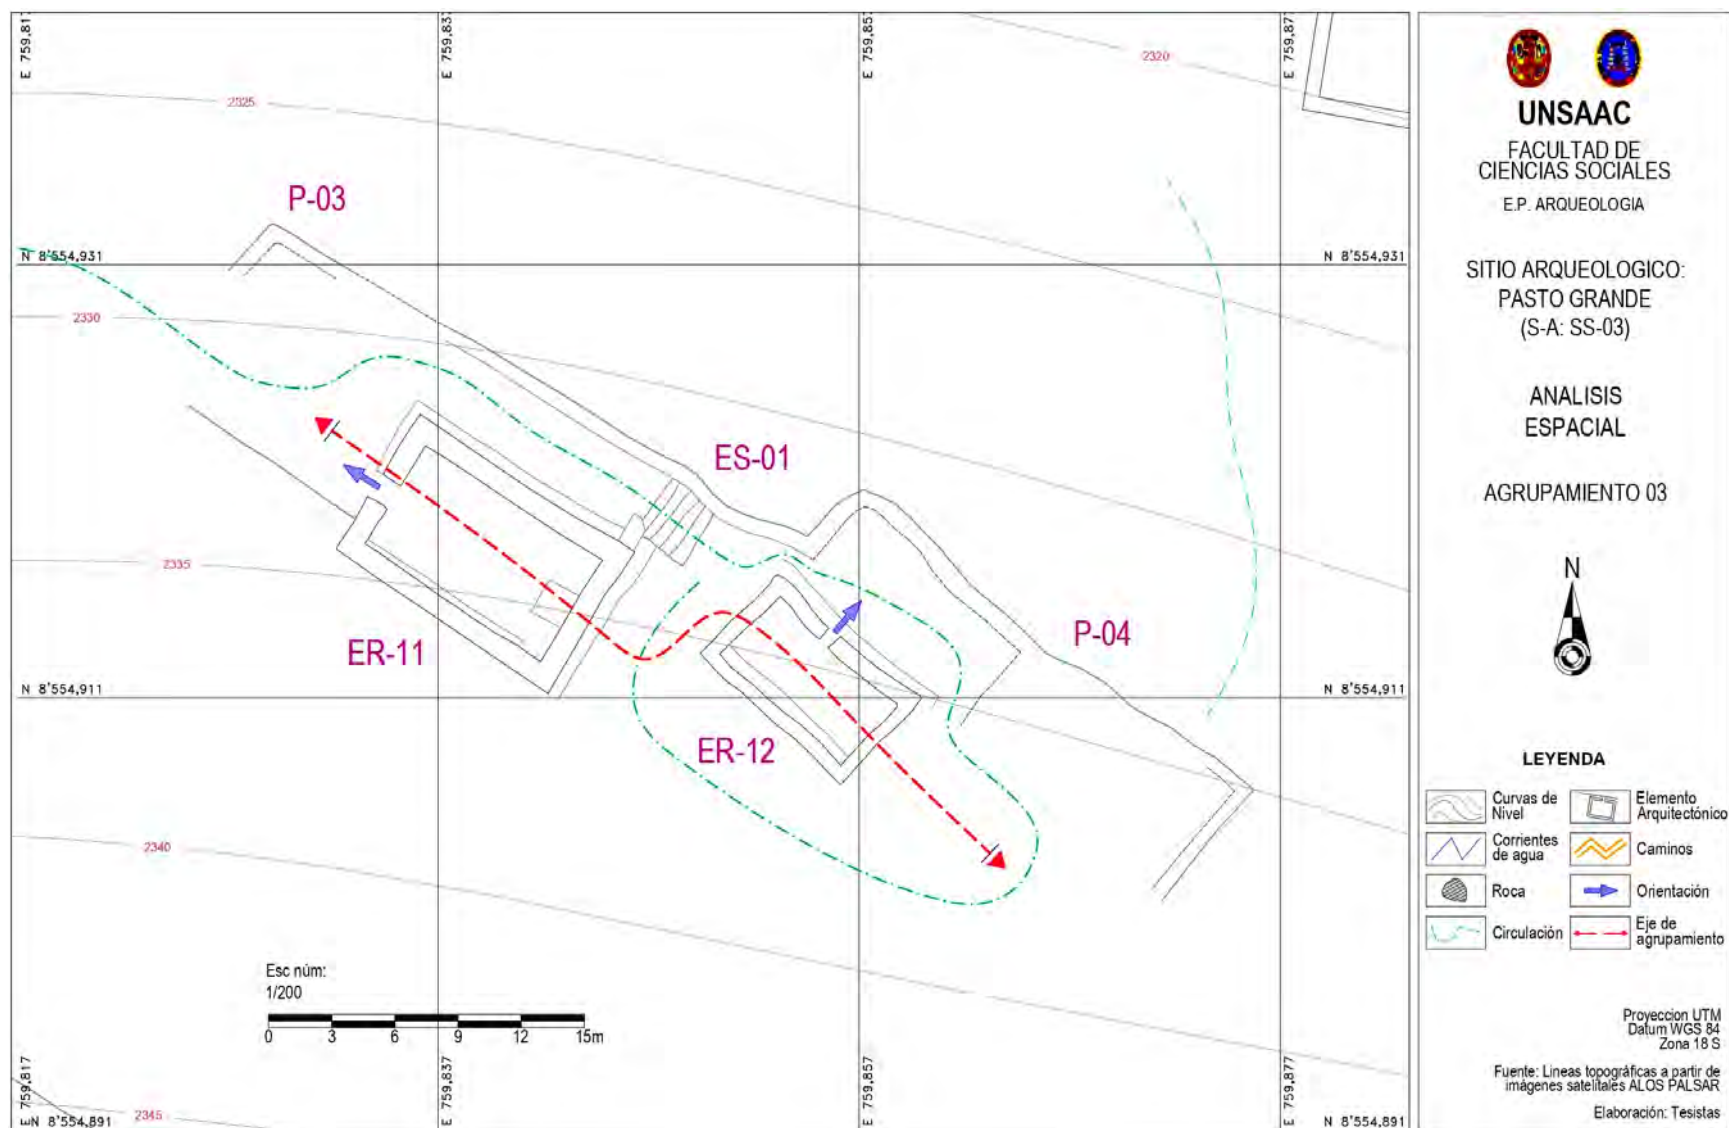 E 759,817
E 759,837
E 759,857
E 759,877
2320
2325
P-03
N 8'554,931
N 8'554,931
2330
ES-01
2335
ER-11
P-04
N 8'554,911
N 8'554,911
ER-12
2340
Esc núm:
1/200
0 3 6 9 12 15m
2345
E 759,817
E 759,837
E 759,857
E 759,877
N 8'554,891
N 8'554,891
UNSAAC
FACULTAD DE
CIENCIAS SOCIALES
E.P. ARQUEOLOGIA
SITIO ARQUEOLOGICO:
PASTO GRANDE
(S-A: SS-03)
ANALISIS
ESPACIAL
AGRUPAMIENTO 03
N
LEYENDA
Curvas de
Nivel
Elemento
Arquitectónico
Corrientes
de agua
Caminos
Roca
Orientación
Circulación
Eje de
agrupamiento
Proyeccion UTM
Datum WGS 84
Zona 18 S
Fuente: Lineas topográficas a partir de
imágenes satelitales ALOS PALSAR
Elaboración: Tesistas